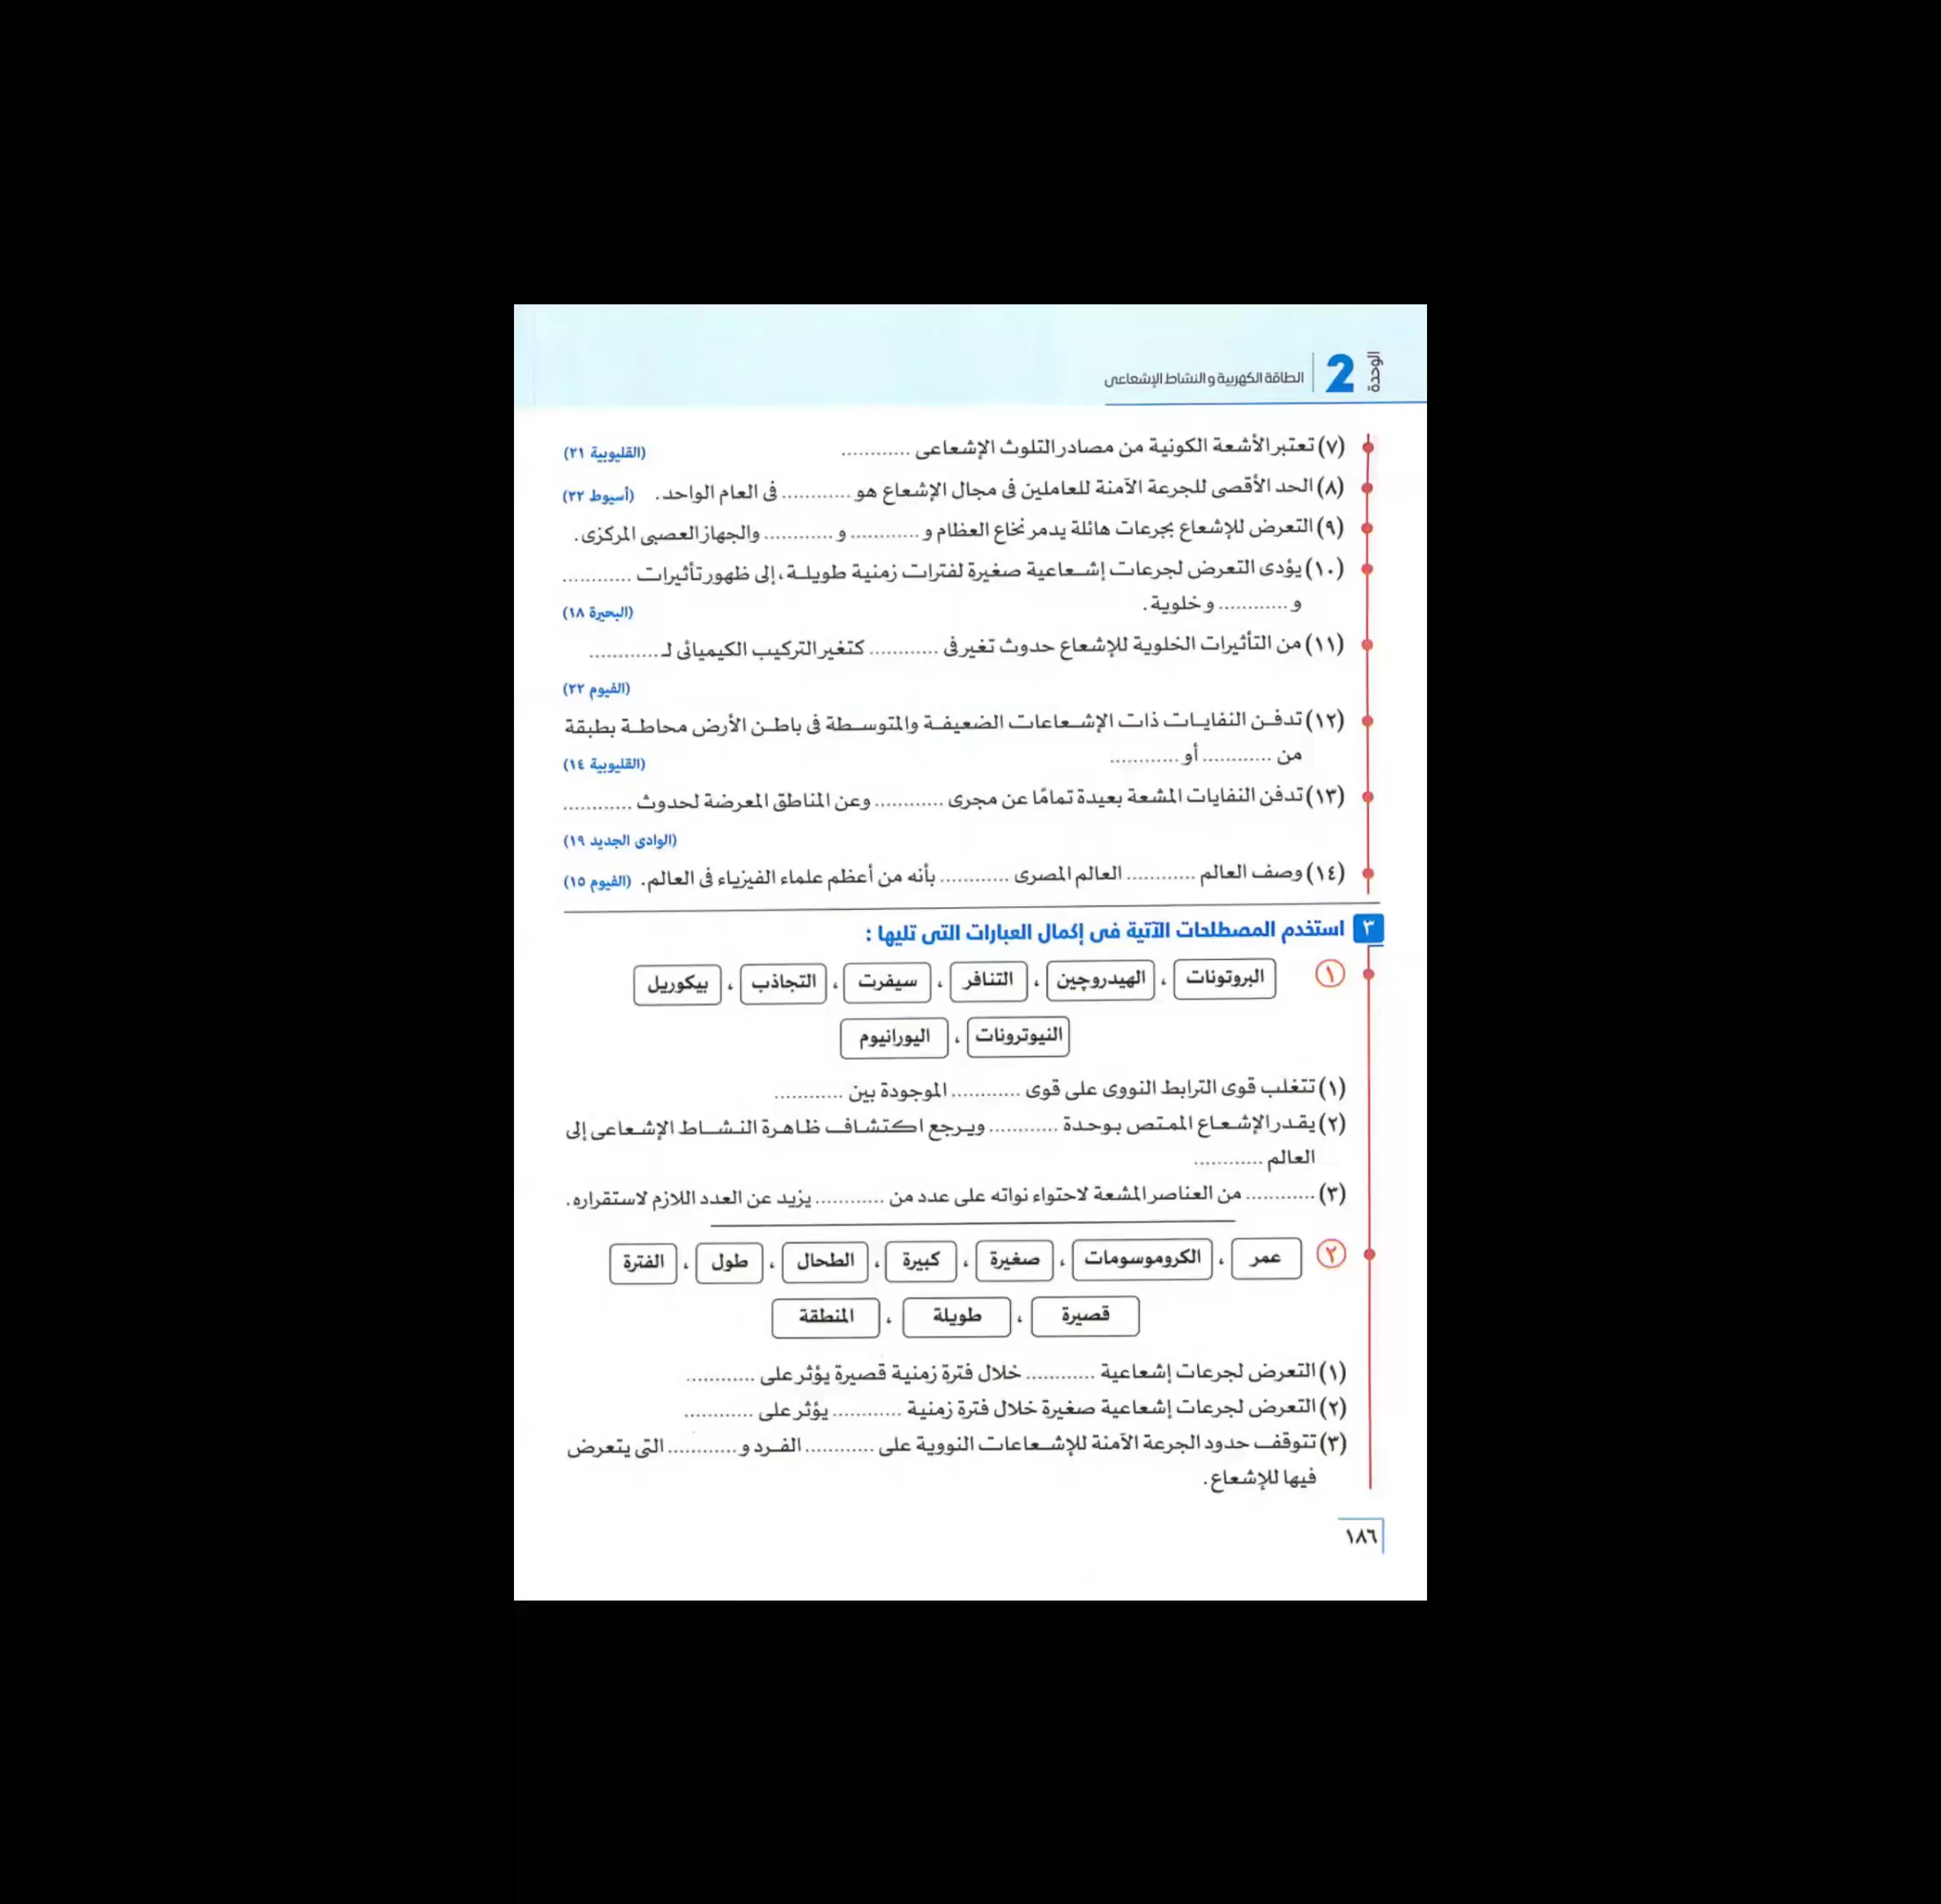 الوحدة 2 الطاقة الكهربية و النشاط الإشعاعى
(٧) تعتبر الأشعة الكونية من مصادر التلوث الإشعاعى ............ (القليوبية ٢١)
(٨) الحد الأقصى للجرعة الآمنة للعاملين فى مجال الإشعاع هو ............ فى العام الواحد. (أسيوط ٢٢)
(٩) التعرض للإشعاع بجرعات هائلة يدمر نخاع العظام و ............ و ............ والجهاز العصبى المركزى.
(١٠) يؤدى التعرض لجرعات إشعاعية صغيرة لفترات زمنية طويلة، إلى ظهور تأثيرات ............
و ............ و خلوية. (البحيرة ١٨)
(١١) من التأثيرات الخلوية للإشعاع حدوث تغير فى ............ كتغير التركيب الكيميائى لـ ............
(الفيوم ٢٢)
(١٢) تدفن النفايات ذات الإشعاعات الضعيفة والمتوسطة فى باطن الأرض محاطة بطبقة
من ............ أو ............ (القليوبية ١٤)
(١٣) تدفن النفايات المشعة بعيدة تمامًا عن مجرى ............ وعن المناطق المعرضة لحدوث ............
(الوادى الجديد ١٩)
(١٤) وصف العالم ............ العالم المصرى ............ بأنه من أعظم علماء الفيزياء فى العالم. (الفيوم ١٥)
٣ استخدم المصطلحات الآتية فى إكمال العبارات التى تليها :
١ البروتونات ، الهيدروچين ، التنافر ، سيفرت ، التجاذب ، بيكوريل
النيوترونات ، اليورانيوم
(١) تتغلب قوى الترابط النووى على قوى ............ الموجودة بين ............
(٢) يقدر الإشعاع الممتص بوحدة ............ ويرجع اكتشاف ظاهرة النشاط الإشعاعى إلى
العالم ............
(٣) ............ من العناصر المشعة لاحتواء نواته على عدد من ............ يزيد عن العدد اللازم لاستقراره.
٢ عمر ، الكروموسومات ، صغيرة ، كبيرة ، الطحال ، طول ، الفترة
قصيرة ، طويلة ، المنطقة
(١) التعرض لجرعات إشعاعية ............ خلال فترة زمنية قصيرة يؤثر على ............
(٢) التعرض لجرعات إشعاعية صغيرة خلال فترة زمنية ............ يؤثر على ............
(٣) تتوقف حدود الجرعة الآمنة للإشعاعات النووية على ............ الفرد و ............ التى يتعرض
فيها للإشعاع.
١٨٦